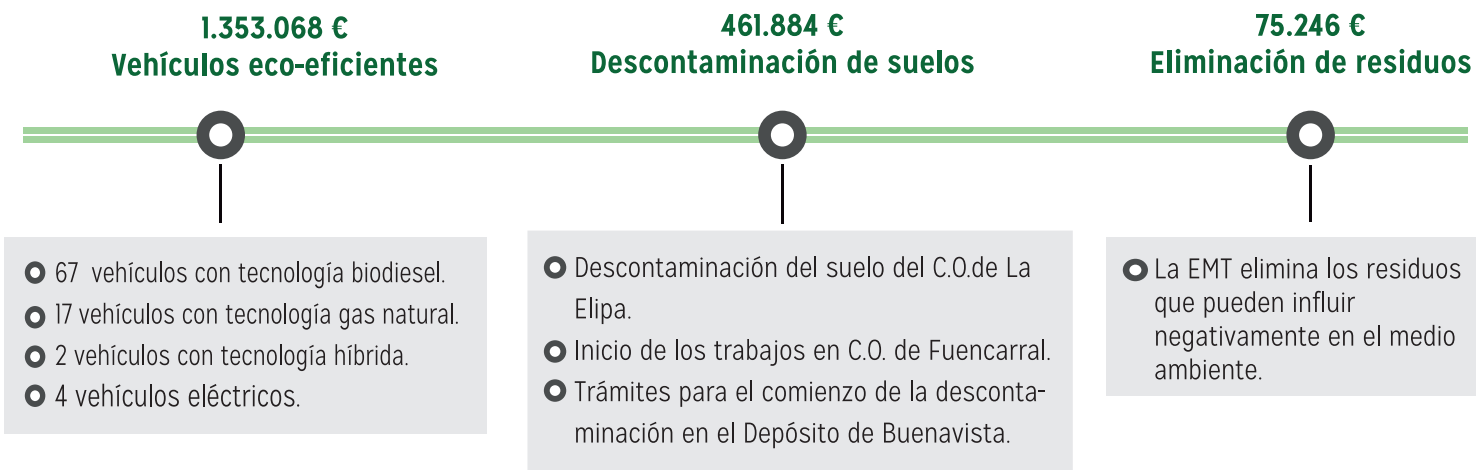 1.353.068 €
Vehículos eco-eficientes
67 vehículos con tecnología biodiesel.
17 vehículos con tecnología gas natural.
2 vehículos con tecnología híbrida.
4 vehículos eléctricos.
461.884 €
Descontaminación de suelos
Descontaminación del suelo del C.O.de La
Elipa.
Inicio de los trabajos en C.O. de Fuencarral.
Trámites para el comienzo de la desconta-
minación en el Depósito de Buenavista.
75.246 €
Eliminación de residuos
La EMT elimina los residuos
que pueden influir
negativamente en el medio
ambiente.